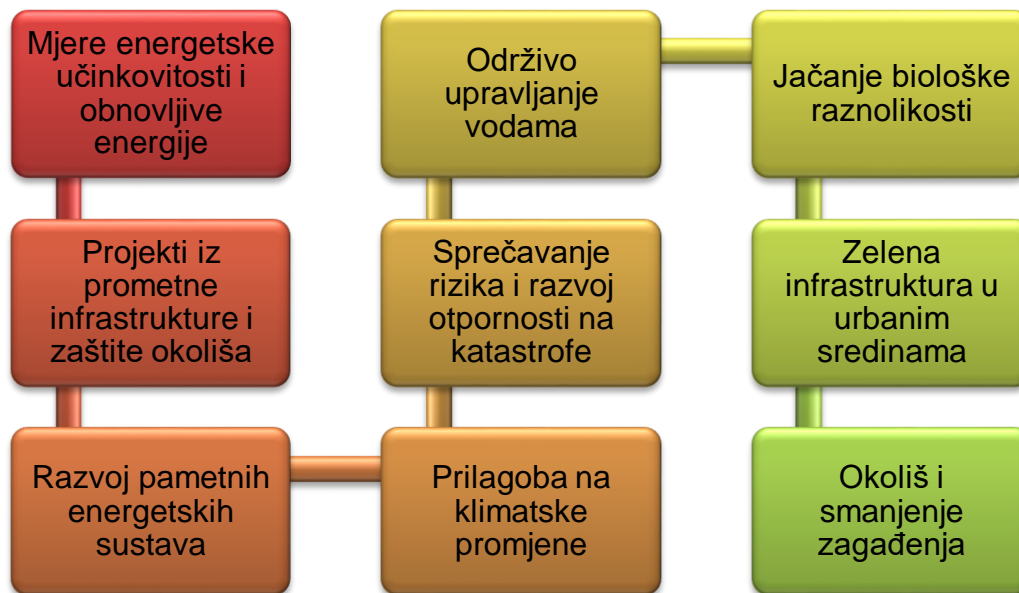 Mjere energetske
učinkovitosti i
obnovljive
energije
Projekti iz
prometne
infrastrukture i
zaštite okoliša
Razvoj pametnih
energetskih
sustava
Prilagoba na
klimatske
promjene
Sprečavanje
rizika i razvoj
otpornosti na
katastrofe
Održivo
upravljanje
vodama
Jačanje biološke
raznolikosti
Zelena
infrastruktura u
urbanim
sredinama
Okoliš i
smanjenje
zagađenja